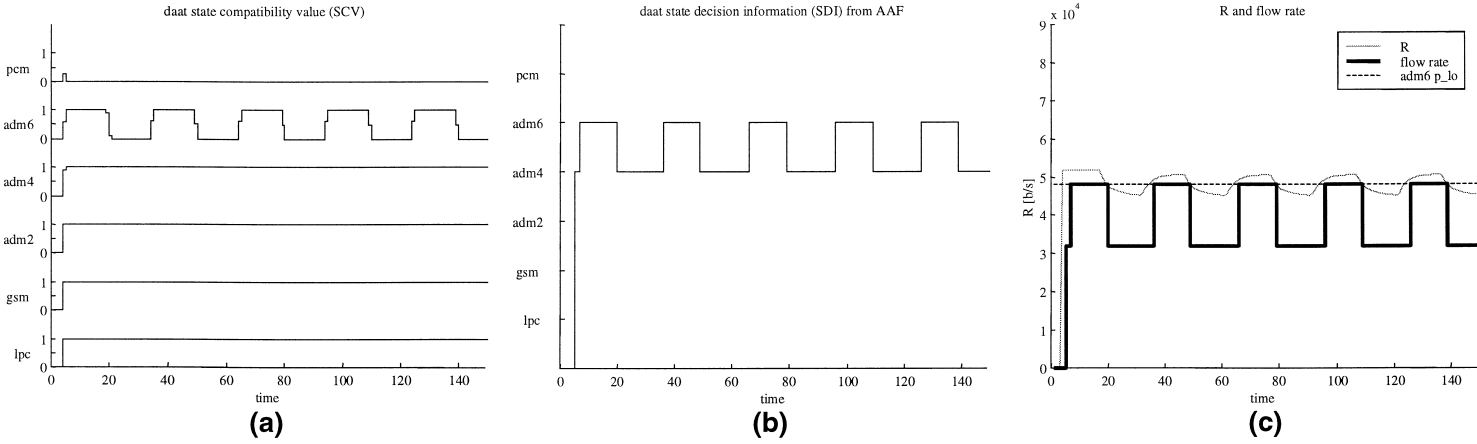 daat state compatibility value (SCV)
pcm
1
0
adm6
1
0
adm4
1
0
adm2
1
0
gsm
1
0
lpc
1
0
0 20 40 60 80 100 120 140
time
(a)
daat state decision information (SDI) from AAF
pcm
adm6
adm4
adm2
gsm
lpc
0 20 40 60 80 100 120 140
time
(b)
R and flow rate
x 10^4
9
8
7
6
5
4
3
2
1
0
R [b/s]
R
flow rate
adm6 p_lo
0 20 40 60 80 100 120 140
time
(c)